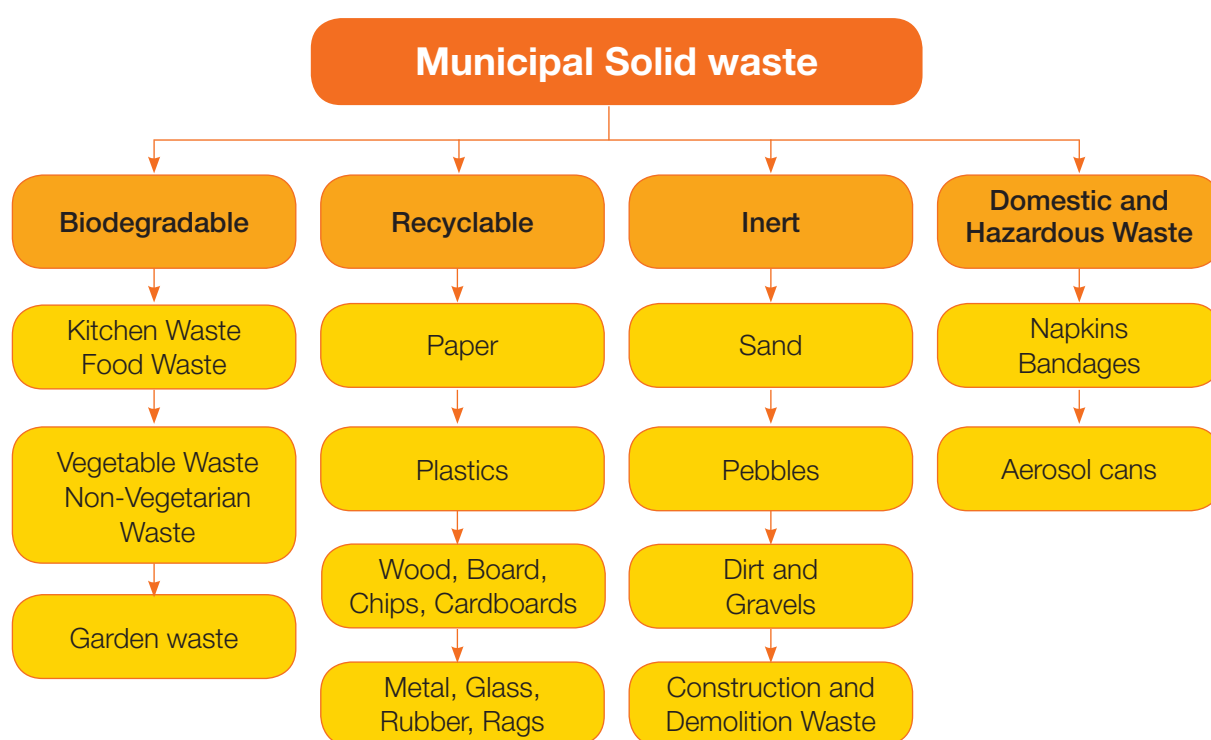 Municipal Solid waste
Biodegradable
Recyclable
Inert
Domestic and
Hazardous Waste
Kitchen Waste
Food Waste
Paper
Sand
Napkins
Bandages
Vegetable Waste
Non-Vegetarian
Waste
Plastics
Pebbles
Aerosol cans
Garden waste
Wood, Board,
Chips, Cardboards
Dirt and
Gravels
Metal, Glass,
Rubber, Rags
Construction and
Demolition Waste